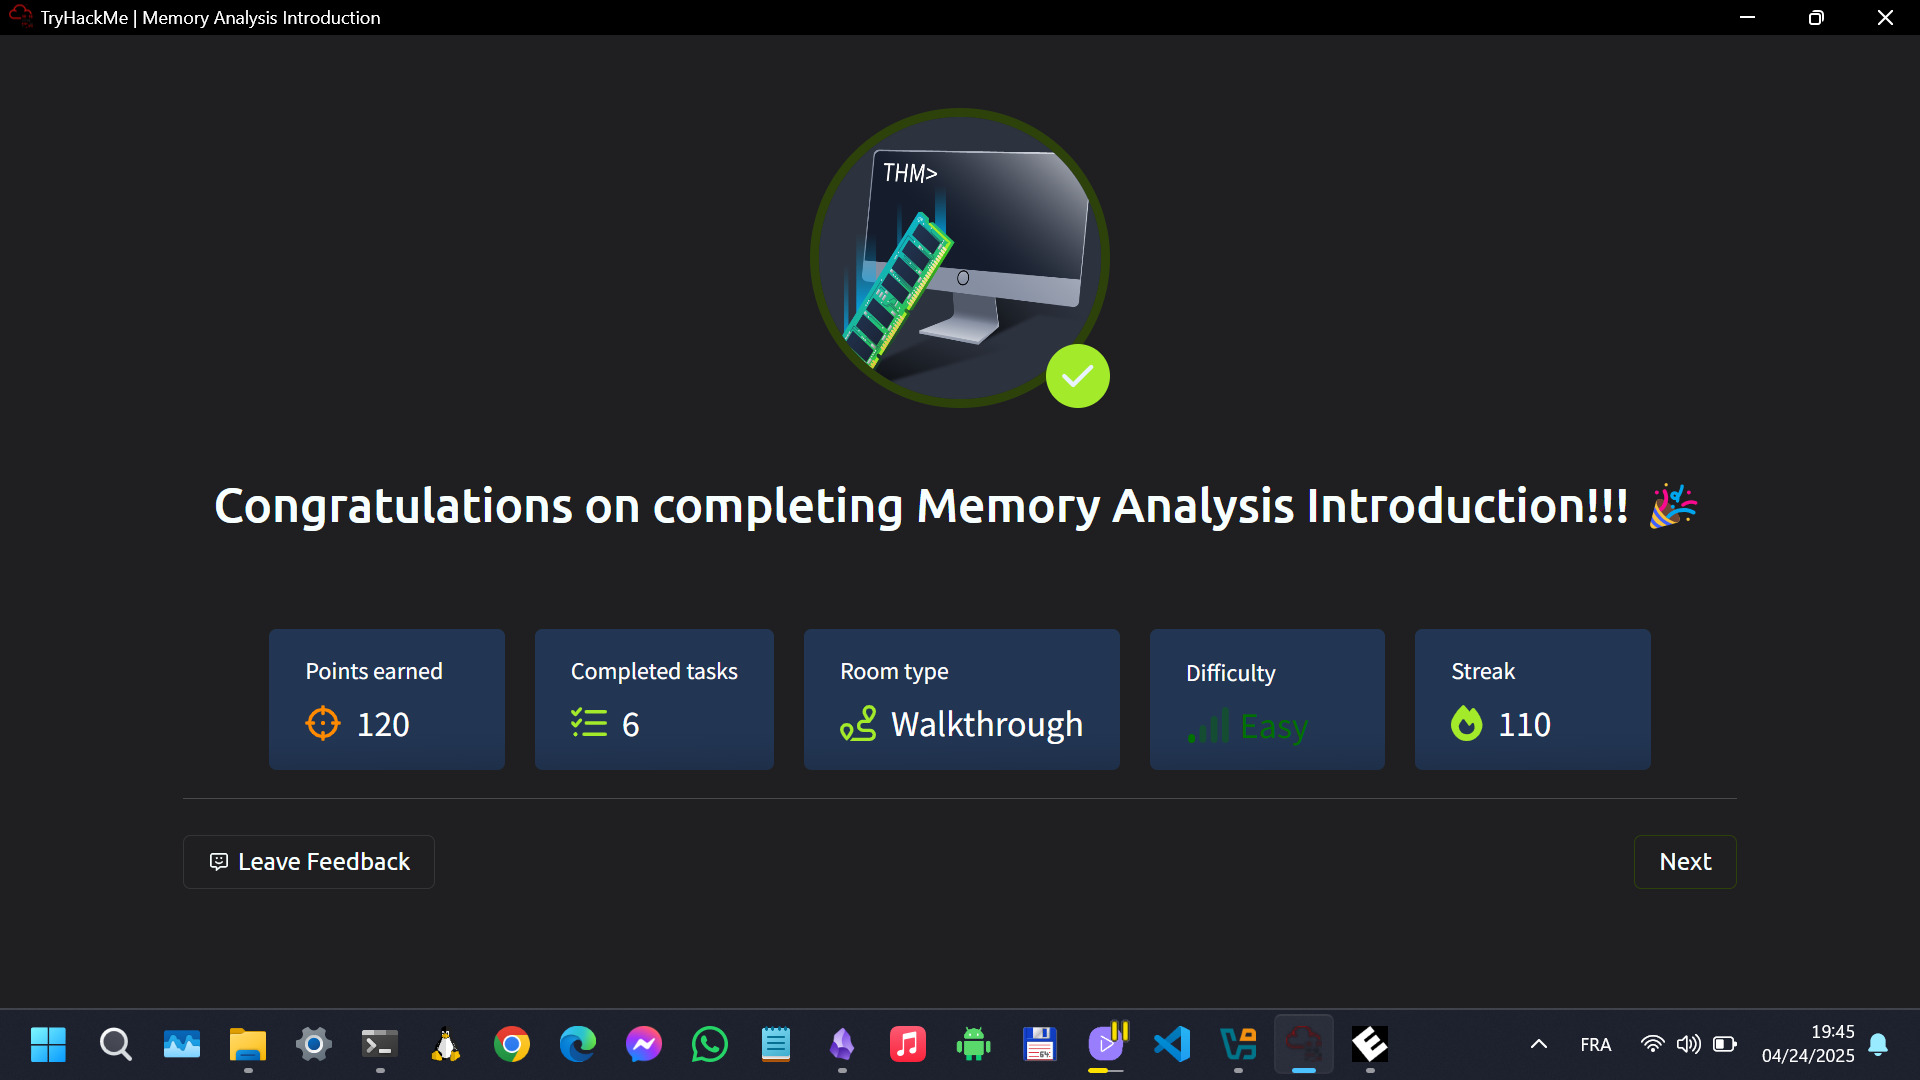 TryHackMe | Memory Analysis Introduction
THM>
Congratulations on completing Memory Analysis Introduction!!! 🎉
Points earned
120
Completed tasks
6
Room type
Walkthrough
Difficulty
Easy
Streak
110
Leave Feedback
Next
64
FRA
19:45
04/24/2025